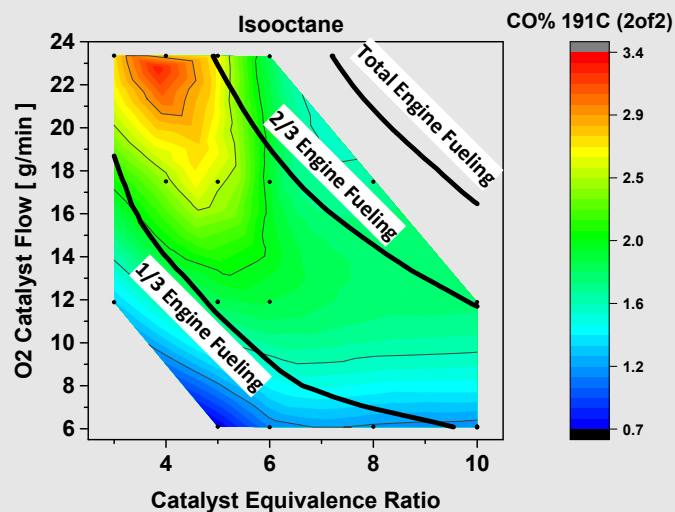 Isooctane
CO% 191C (2of2)
24
22
20
18
16
14
12
10
8
6
O2 Catalyst Flow [ g/min ]
Total Engine Fueling
2/3 Engine Fueling
1/3 Engine Fueling
4 6 8 10
Catalyst Equivalence Ratio
3.4
2.9
2.5
2.0
1.6
1.2
0.7